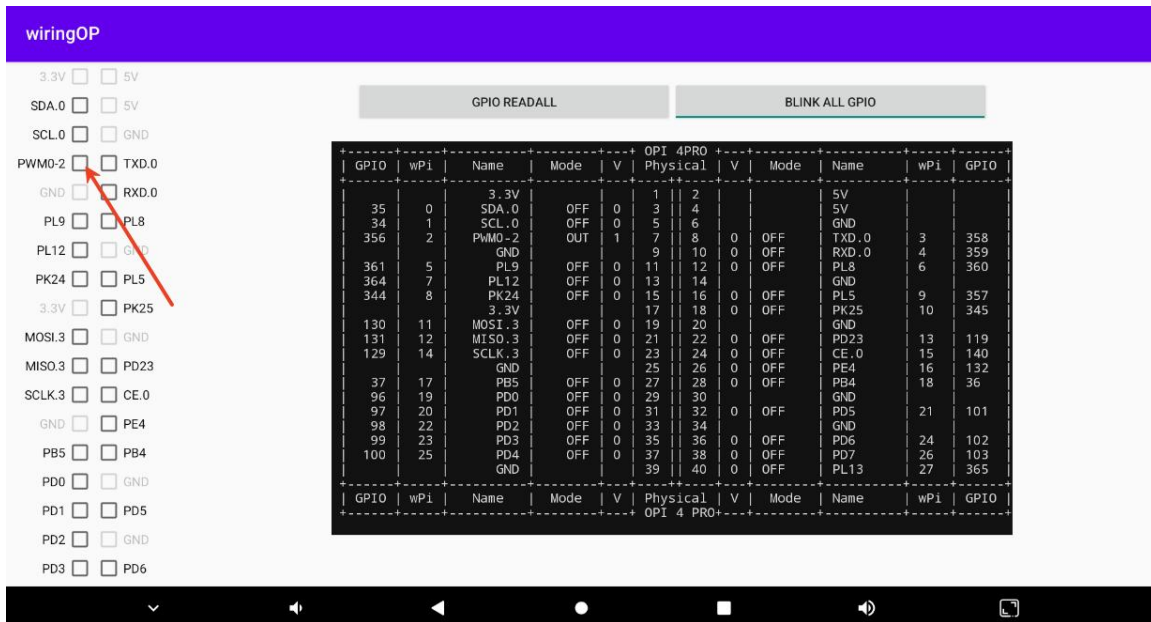 wiringOP
3.3V 5V
SDA.0 5V
SCL.0 GND
PWM0-2 TXD.0
GND RXD.0
PL9 PL8
PL12 GND
PK24 PL5
3.3V PK25
MOSI.3 GND
MISO.3 PD23
SCLK.3 CE.0
GND PE4
PB5 PB4
PD0 GND
PD1 PD5
PD2 GND
PD3 PD6
GPIO READALL BLINK ALL GPIO
+------+-----+----------+--------+---+ OPI 4PRO +---+--------+----------+-----+------+
| GPIO | wPi | Name | Mode | V | Physical | V | Mode | Name | wPi | GPIO |
+------+-----+----------+--------+---+----++----+---+--------+----------+-----+------+
| | | 3.3V | | | 1 || 2 | | | 5V | | |
| 35 | 0 | SDA.0 | OFF | 0 | 3 || 4 | | | 5V | | |
| 34 | 1 | SCL.0 | OFF | 0 | 5 || 6 | | | GND | | |
| 356 | 2 | PWM0-2 | OUT | 1 | 7 || 8 | 0 | OFF | TXD.0 | 3 | 358 |
| | | GND | | | 9 || 10 | 0 | OFF | RXD.0 | 4 | 359 |
| 361 | 5 | PL9 | OFF | 0 | 11 || 12 | 0 | OFF | PL8 | 6 | 360 |
| 364 | 7 | PL12 | OFF | 0 | 13 || 14 | | | GND | | |
| 344 | 8 | PK24 | OFF | 0 | 15 || 16 | 0 | OFF | PL5 | 9 | 357 |
| | | 3.3V | | | 17 || 18 | 0 | OFF | PK25 | 10 | 345 |
| 130 | 11 | MOSI.3 | OFF | 0 | 19 || 20 | | | GND | | |
| 131 | 12 | MISO.3 | OFF | 0 | 21 || 22 | 0 | OFF | PD23 | 13 | 119 |
| 129 | 14 | SCLK.3 | OFF | 0 | 23 || 24 | 0 | OFF | CE.0 | 15 | 140 |
| | | GND | | | 25 || 26 | 0 | OFF | PE4 | 16 | 132 |
| 37 | 17 | PB5 | OFF | 0 | 27 || 28 | 0 | OFF | PB4 | 18 | 36 |
| 96 | 19 | PD0 | OFF | 0 | 29 || 30 | | | GND | | |
| 97 | 20 | PD1 | OFF | 0 | 31 || 32 | 0 | OFF | PD5 | 21 | 101 |
| 98 | 22 | PD2 | OFF | 0 | 33 || 34 | | | GND | | |
| 99 | 23 | PD3 | OFF | 0 | 35 || 36 | 0 | OFF | PD6 | 24 | 102 |
| 100 | 25 | PD4 | OFF | 0 | 37 || 38 | 0 | OFF | PD7 | 26 | 103 |
| | | GND | | | 39 || 40 | 0 | OFF | PL13 | 27 | 365 |
+------+-----+----------+--------+---+----++----+---+--------+----------+-----+------+
| GPIO | wPi | Name | Mode | V | Physical | V | Mode | Name | wPi | GPIO |
+------+-----+----------+--------+---+ OPI 4 PRO+---+--------+----------+-----+------+